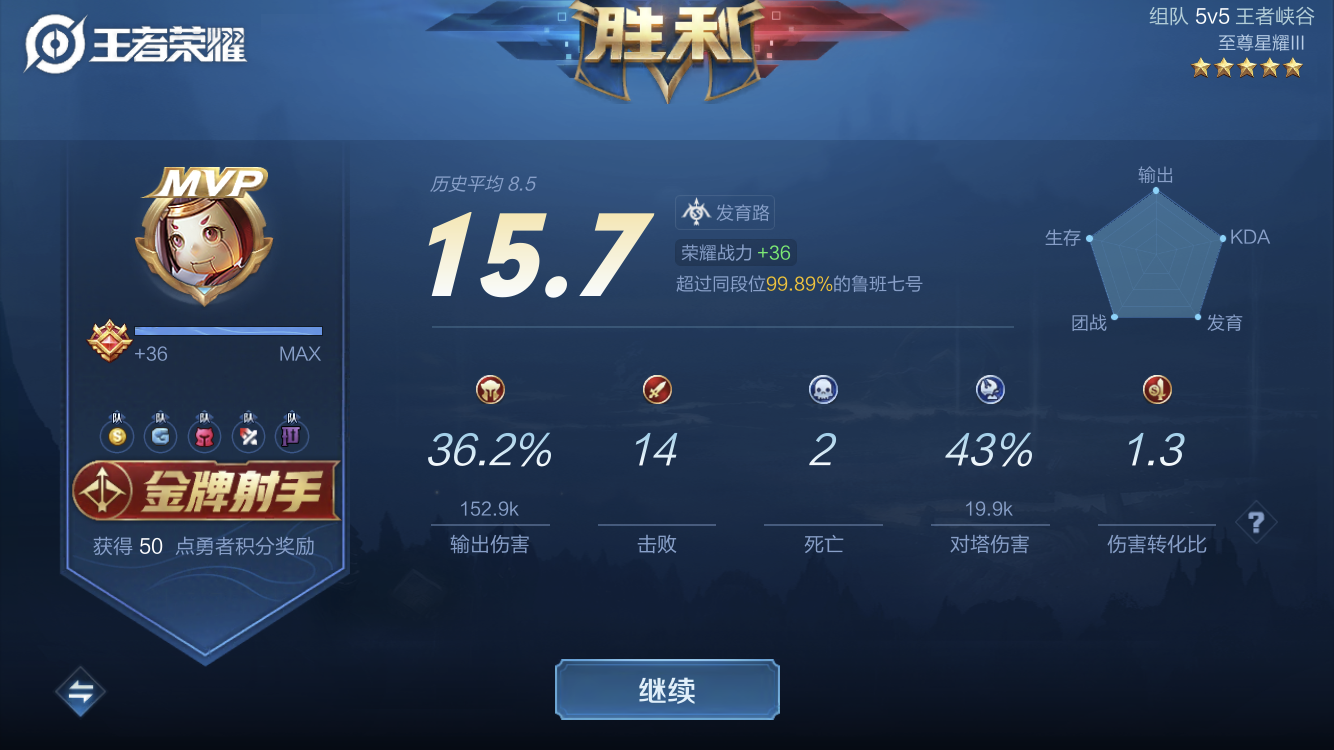 王者荣耀
胜利
组队 5v5 王者峡谷
至尊星耀III
MVP
+36
MAX
队 队 队 队 队
金牌射手
获得 50 点勇者积分奖励
历史平均 8.5
15.7
发育路
荣耀战力 +36
超过同段位99.89%的鲁班七号
输出
生存
KDA
团战
发育
36.2%
14
2
43%
1.3
152.9k
19.9k
输出伤害
击败
死亡
对塔伤害
伤害转化比
?
继续